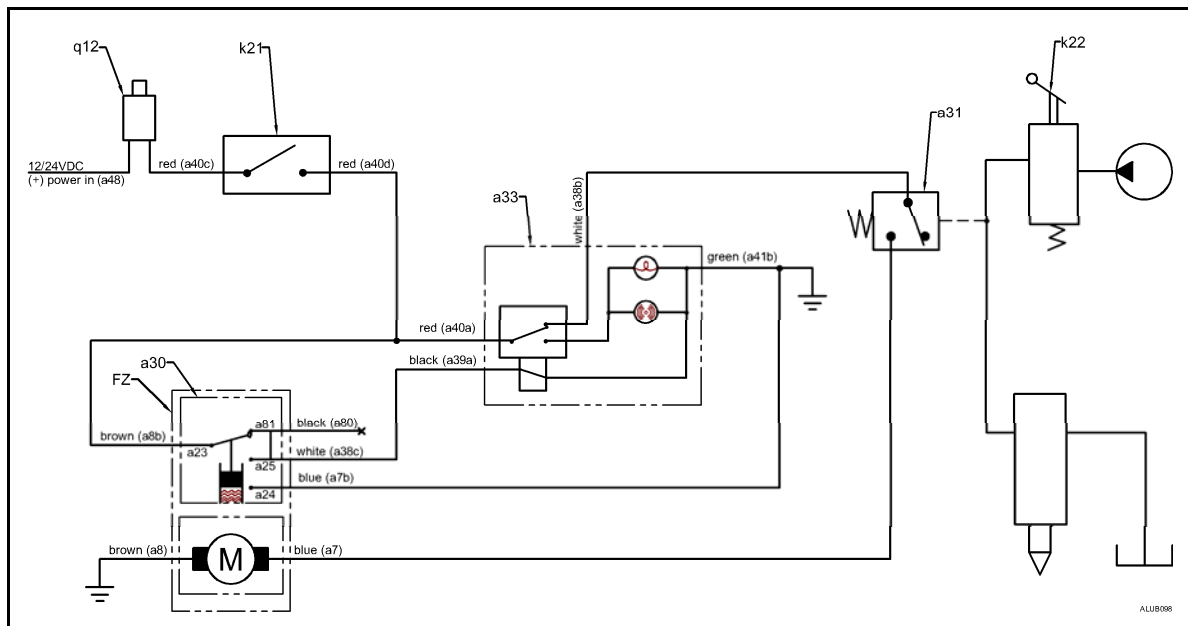 q12
k21
k22
a31
12/24VDC
(+) power in (a48)
red (a40c)
red (a40d)
a33
white (a38b)
green (a41b)
red (a40a)
black (a39a)
a30
FZ
brown (a8b)
a81
black (a80)
a23
white (a38c)
a25
blue (a7b)
a24
brown (a8)
M
blue (a7)
ALUB098